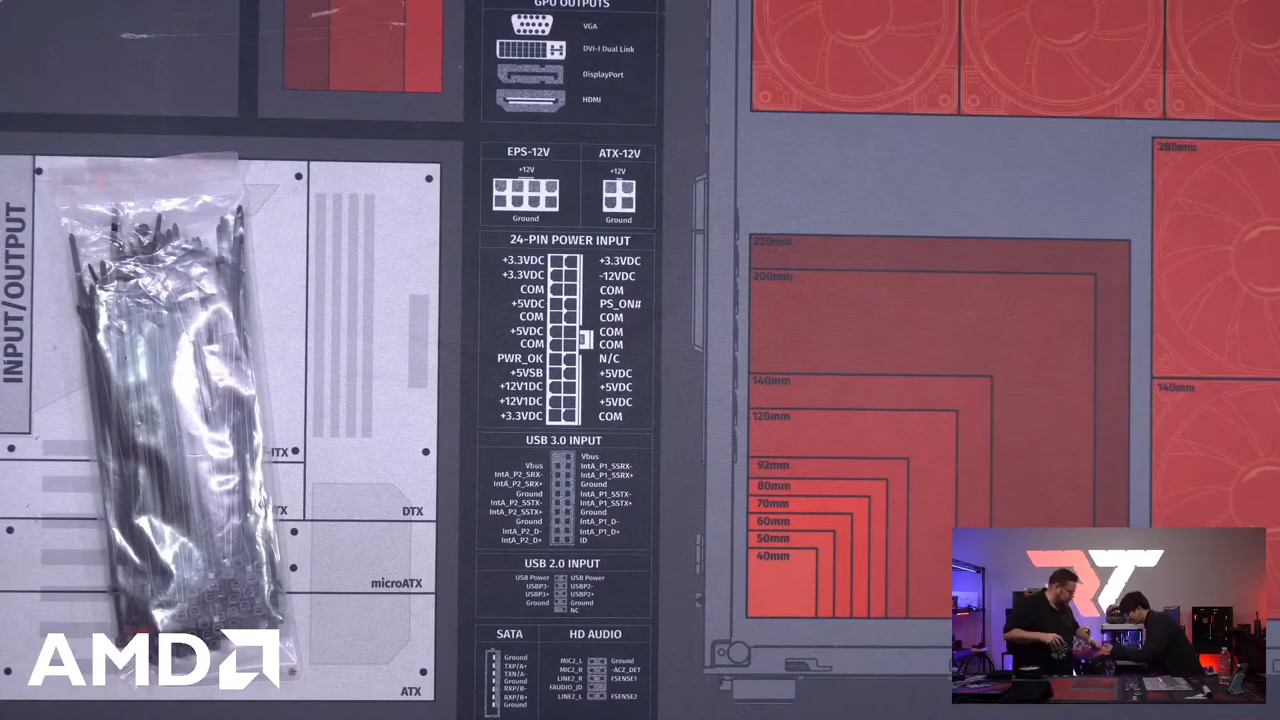 GPU OUTPUTS
VGA
DVI-I Dual Link
DisplayPort
HDMI
EPS-12V
+12V
Ground
ATX-12V
+12V
Ground
24-PIN POWER INPUT
+3.3VDC +3.3VDC
+3.3VDC -12VDC
COM COM
+5VDC PS_ON#
COM COM
+5VDC COM
COM COM
PWR_OK N/C
+5VSB +5VDC
+12V1DC +5VDC
+12V1DC +5VDC
+3.3VDC COM
USB 3.0 INPUT
Vbus
Vbus IntA_P1_SSRX-
IntA_P2_SRX- IntA_P1_SSRX+
IntA_P2_SRX+ Ground
Ground IntA_P1_SSTX-
IntA_P2_SSTX- IntA_P1_SSTX+
IntA_P2_SSTX+ Ground
Ground IntA_P1_D-
IntA_P2_D- IntA_P1_D+
IntA_P2_D+ ID
USB 2.0 INPUT
USB Power USB Power
USBP3- USBP2-
USBP3+ USBP2+
Ground Ground
NC
SATA
Ground
TXP/A+
TXN/A-
Ground
RXP/B-
RXP/B+
Ground
HD AUDIO
MIC2_L Ground
MIC2_R -ACZ_DET
LINE2_R FSENSE1
FAUDIO_JD
LINE2_L FSENSE2
INPUT/OUTPUT
-ITX
TX
DTX
microATX
ATX
220mm
200mm
140mm
120mm
92mm
80mm
70mm
60mm
50mm
40mm
280mm
140mm
AMD
RT